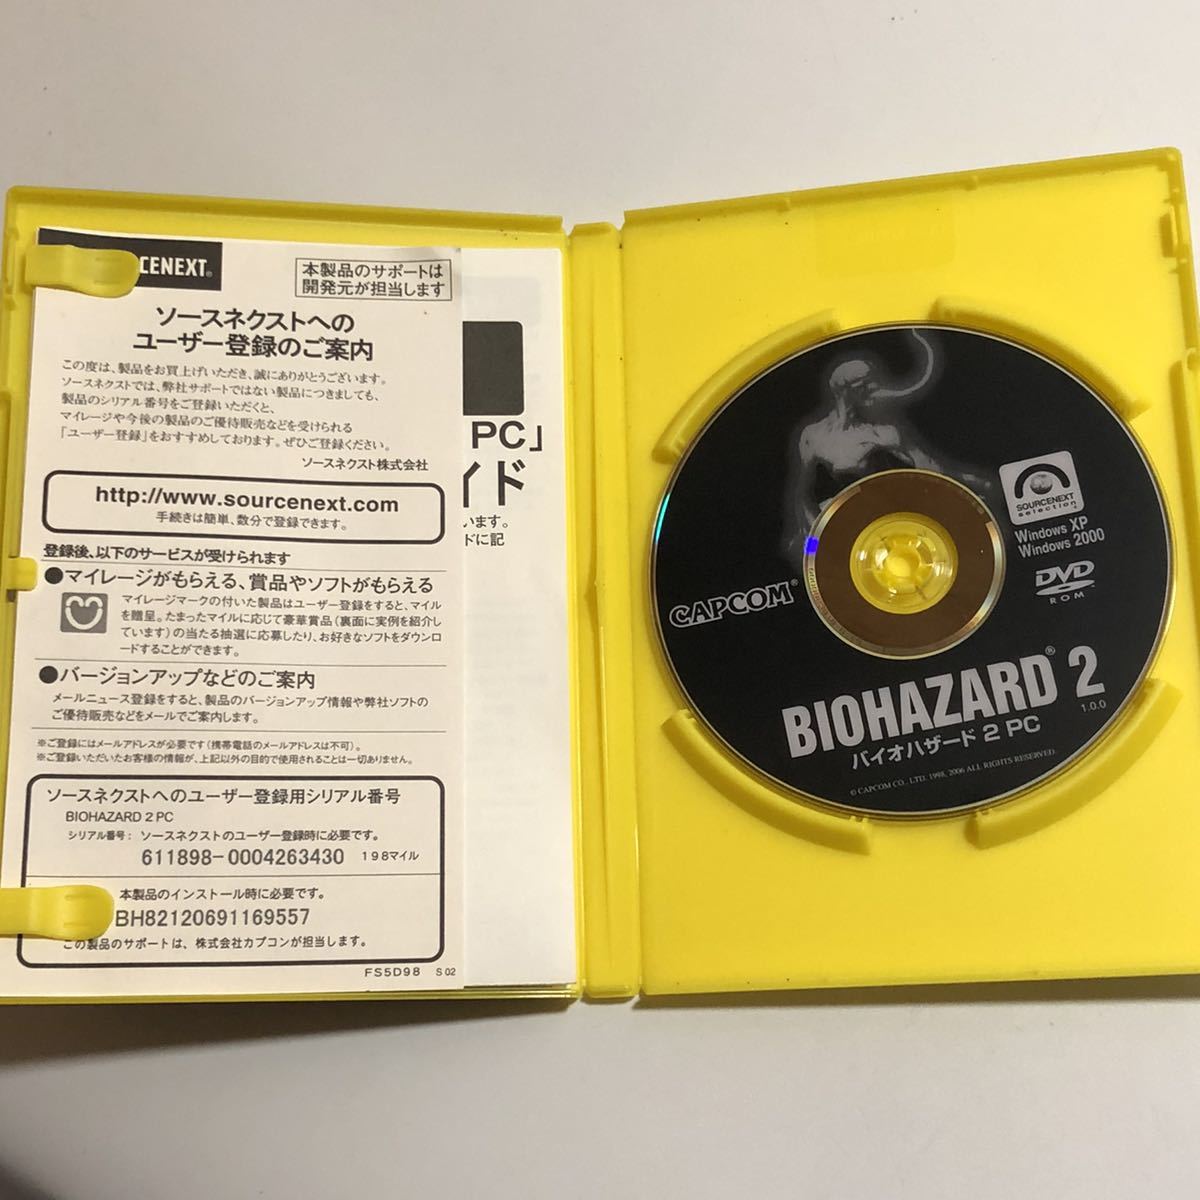 CENEXT®
本製品のサポートは
開発元が担当します
ソースネクストへの
ユーザー登録のご案内
この度は、製品をお買上げいただき、誠にありがとうございます。
ソースネクストでは、弊社サポートではない製品につきましても、
製品のシリアル番号をご登録いただくと、
マイレージや今後の製品のご優待販売などを受けられる
「ユーザー登録」をおすすめしております。ぜひご登録ください。
ソースネクスト株式会社
http://www.sourcenext.com
手続きは簡単、数分で登録できます。
登録後、以下のサービスが受けられます
●マイレージがもらえる、賞品やソフトがもらえる
マイレージマークの付いた製品はユーザー登録をすると、マイル
を贈呈。たまったマイルに応じて豪華賞品(裏面に実例を紹介し
ています)の当たる抽選に応募したり、お好きなソフトをダウンロ
ードすることができます。
●バージョンアップなどのご案内
メールニュース登録をすると、製品のバージョンアップ情報や弊社ソフトの
ご優待販売などをメールでご案内します。
※ご登録にはメールアドレスが必要です(携帯電話のメールアドレスは不可)。
※ご登録いただいたお客様の情報が、上記以外の目的で使用されることは一切ありません。
ソースネクストへのユーザー登録用シリアル番号
BIOHAZARD 2 PC
シリアル番号: ソースネクストのユーザー登録時に必要です。
611898-0004263430 198マイル
本製品のインストール時に必要です。
BH82120691169557
この製品のサポートは、株式会社カプコンが担当します。
FS5D98 S 02
PC」
イド
います。
ドに記
SOURCENEXT
selection
Windows XP
Windows 2000
DVD
ROM
CAPCOM®
BIOHAZARD® 2
バイオハザード 2 PC
1.0.0
© CAPCOM CO., LTD. 1998, 2006 ALL RIGHTS RESERVED.